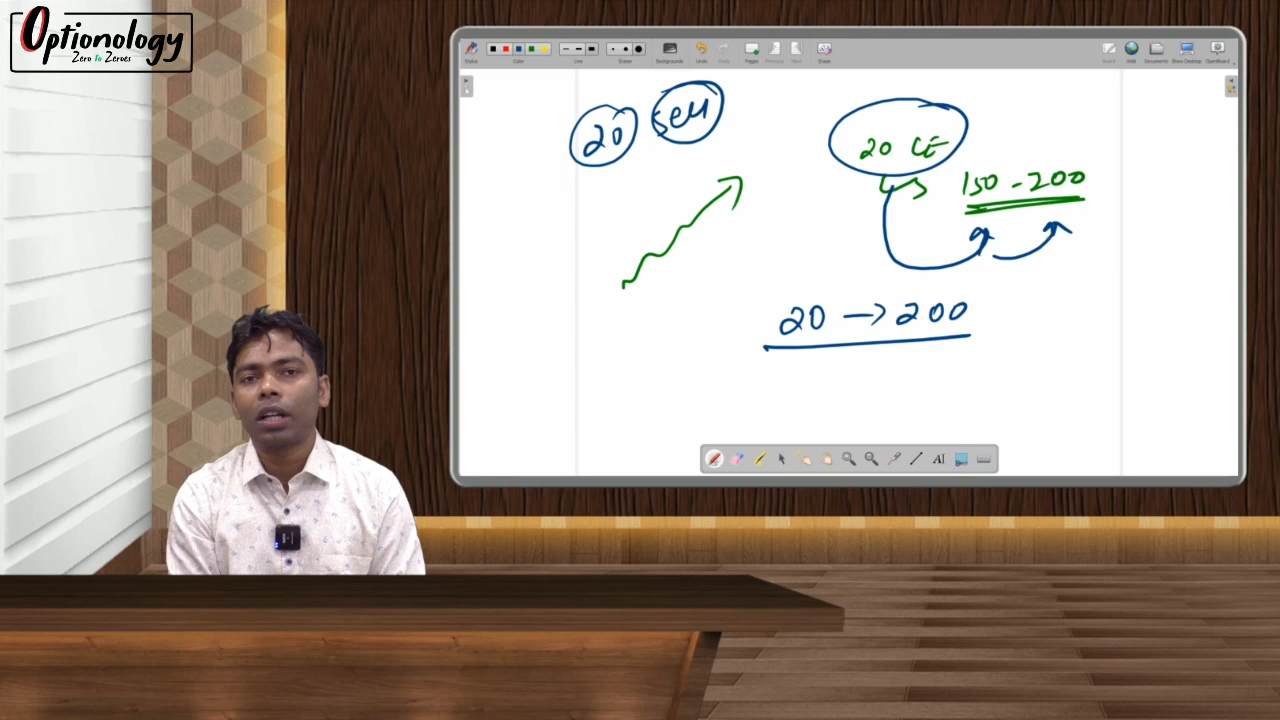 Optionology
Zero to Zeroes
20 sell
20 CE
150 - 200
20 → 200